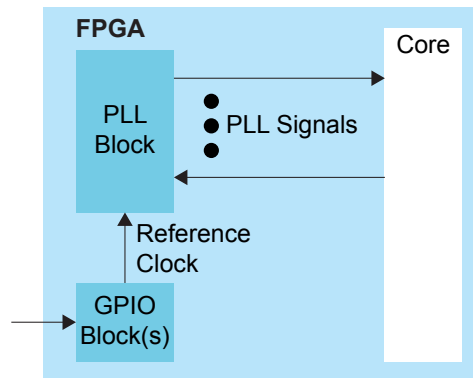 FPGA
Core
PLL
Block
PLL Signals
Reference
Clock
GPIO
Block(s)